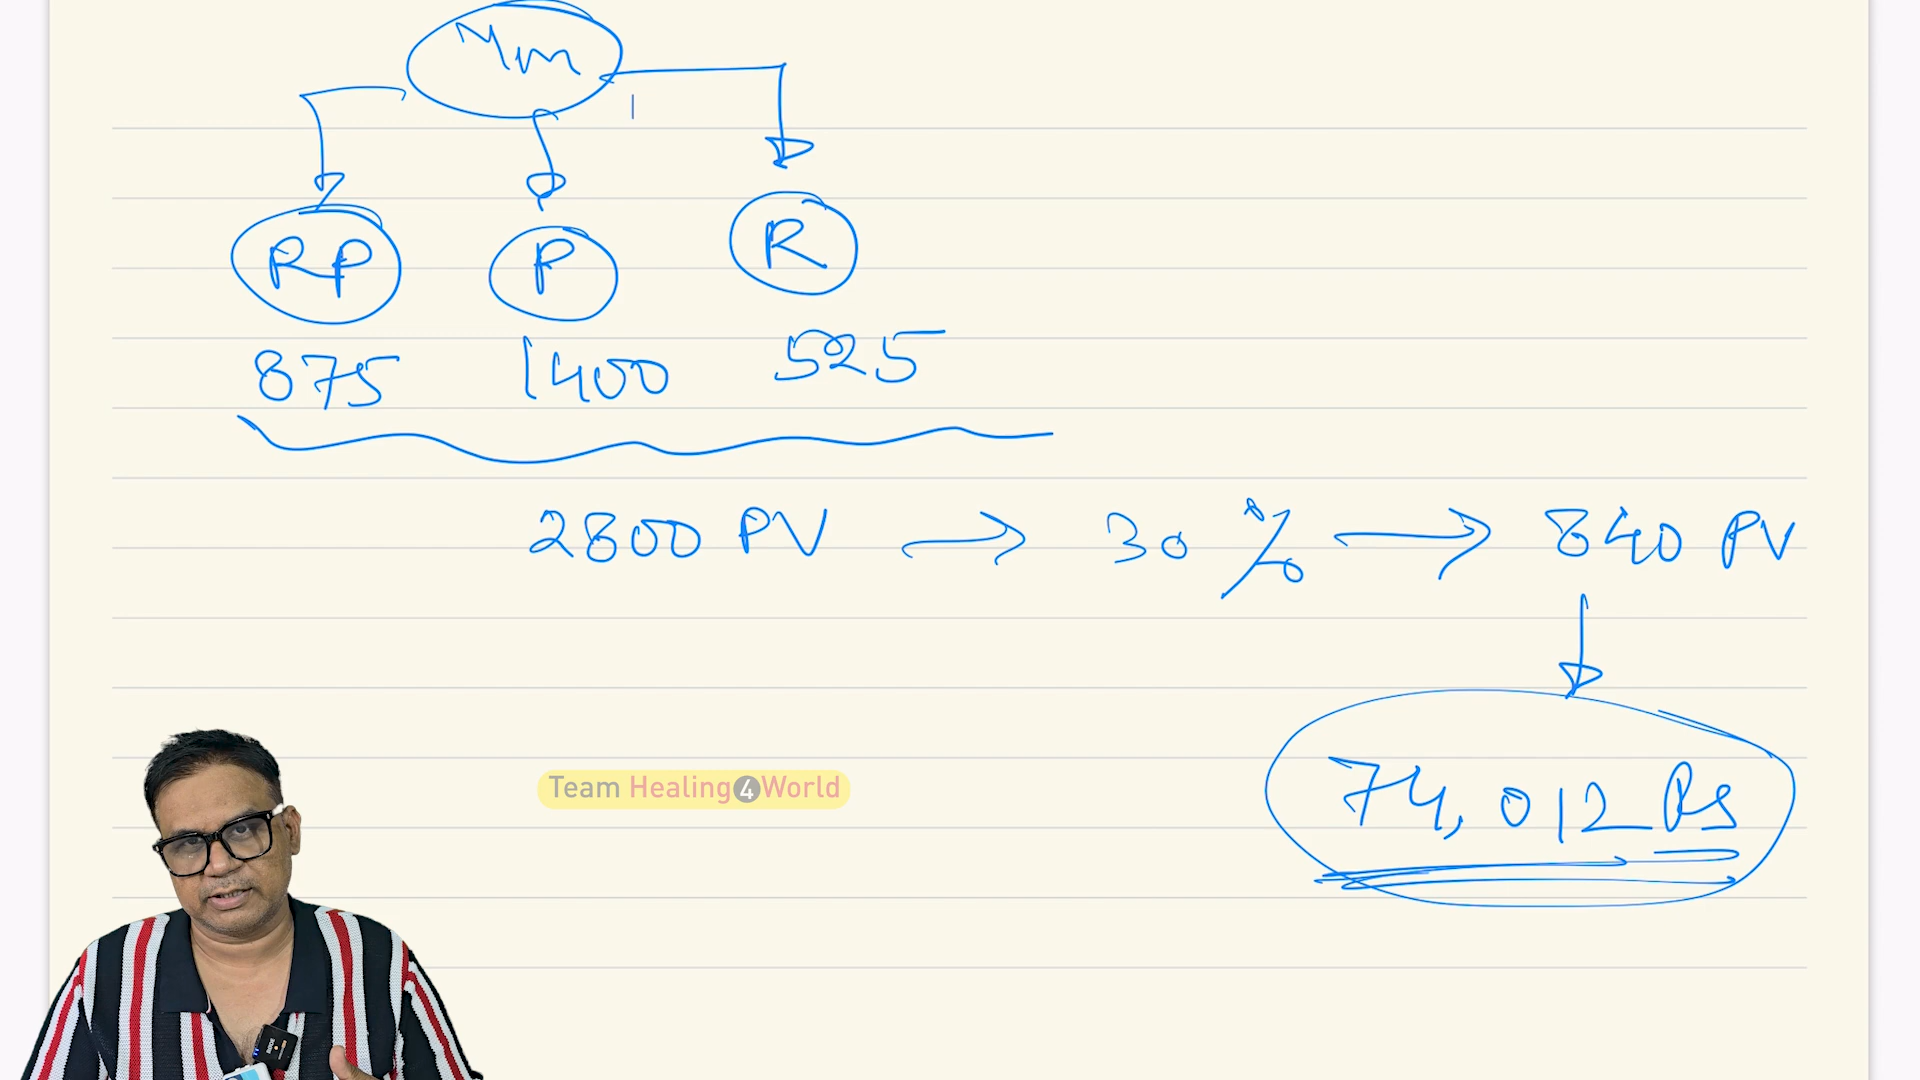 Mm
RP P R
875 1400 525
2800 PV → 30% → 840 PV
74,012 Rs
Team Healing4World